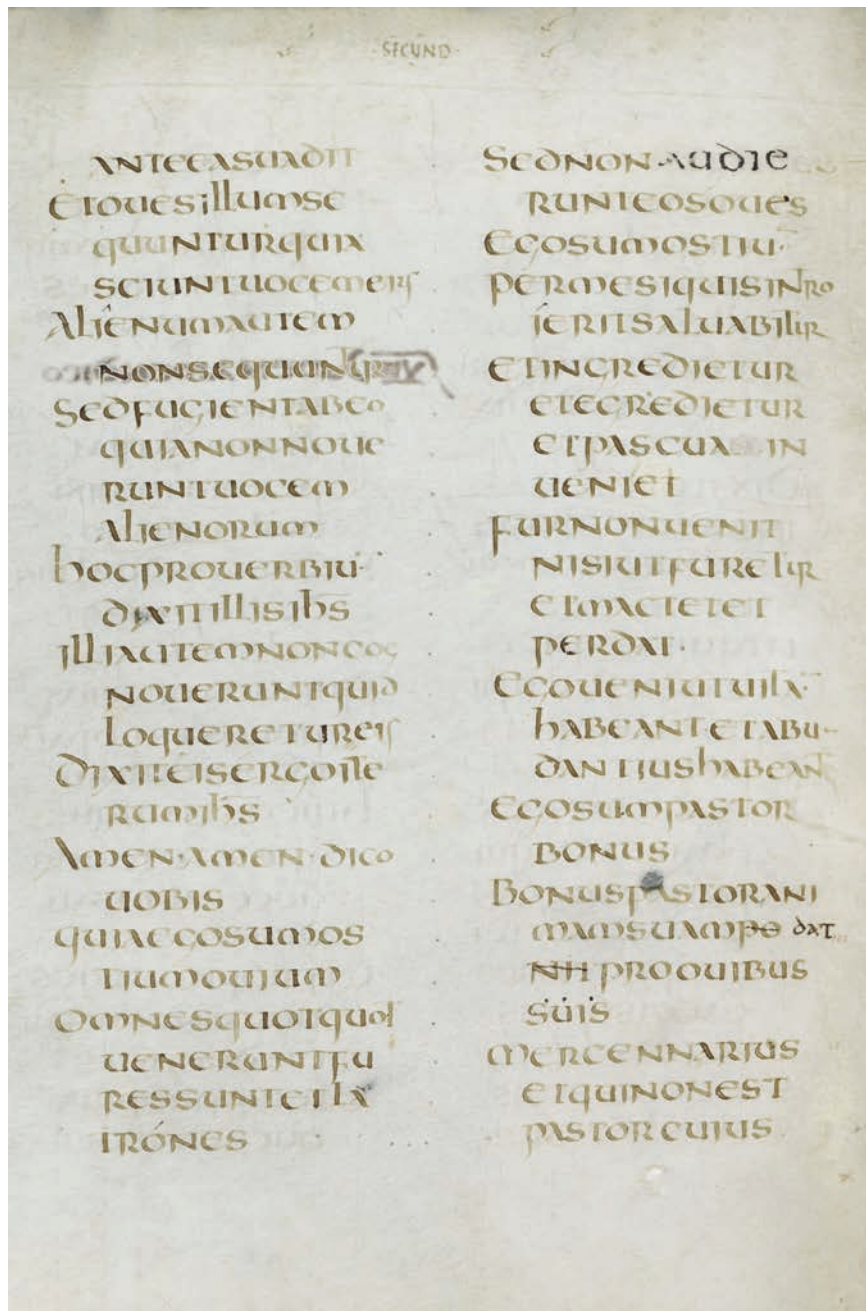 ·SECUND·
ANTE EAS UADIT
ET OUES ILLUM SE
QUUNTUR QUIA
SCIUNT UOCEM EIUS
ALIENUM AUTEM
NON SEQUUNTUR
SED FUGIENT AB EO
QUIA NON NOUE
RUNT UOCEM
ALIENORUM
HOC PROUERBIU·
DIXIT ILLIS IHS
ILLI AUTEM NON COG
NOUERUNT QUID
LOQUERETUR EIS
DIXIT EIS ERGO ITE
RUM IHS
AMEN·AMEN·DICO
UOBIS
QUIA EGO SUM OS
TIUM OUIUM
OMNES QUOTQUOT
UENERUNT FU
RES SUNT ET LA
TRONES
SED NON·AUDIE
RUNT EOS OUES
EGO SUM OSTIU·
PER ME SI QUIS INTRO
IERIT SALUABITUR
ET INGREDIETUR
ET EGREDIETUR
ET PASCUA IN
UENIET
FUR NON UENIT
NISI UT FURETUR
ET MACTET ET
PERDAT·
EGO UENI UT UITA·
HABEANT ET ABU·
DANTIUS HABEANT
EGO SUM PASTOR
BONUS
BONUS PASTOR ANI
MAM SUAM PO DAT
NIT PRO OUIBUS
SUIS
MERCENNARIUS
ET QUI NON EST
PASTOR CUIUS